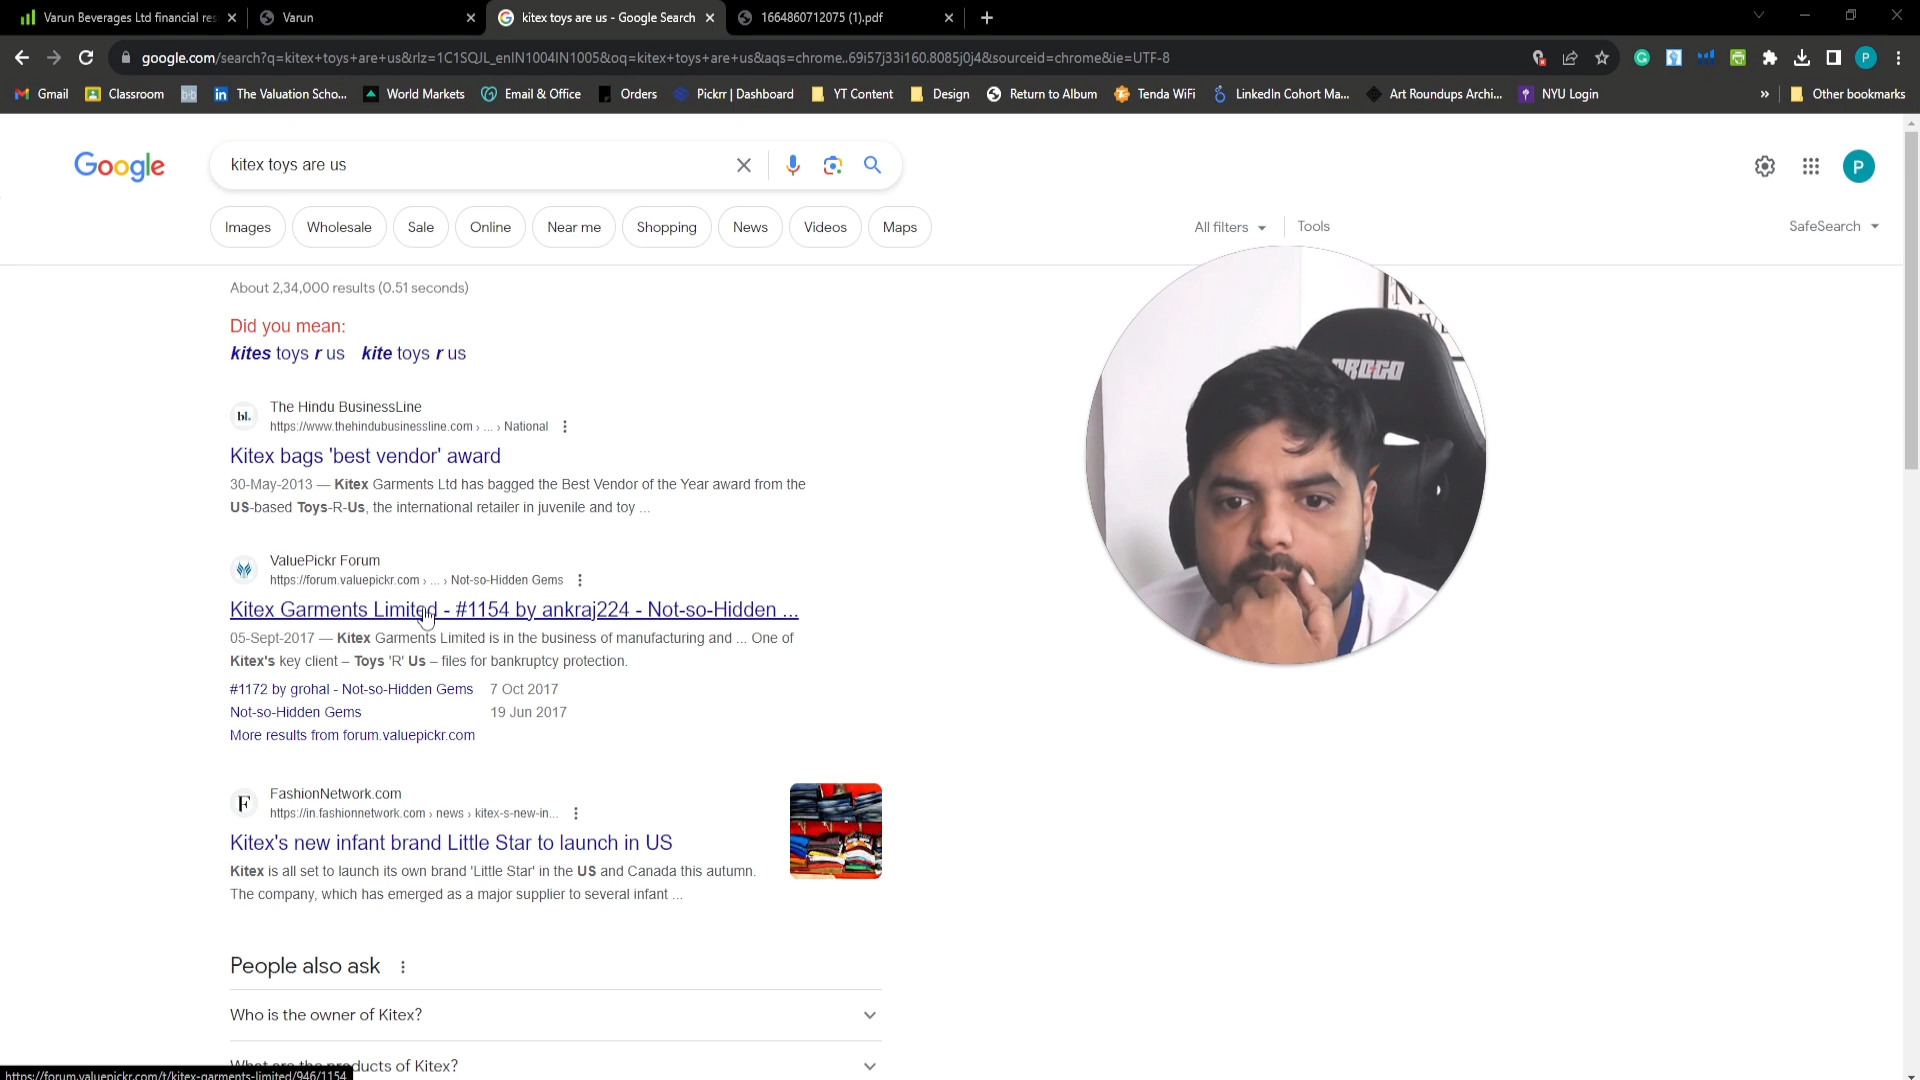 Varun Beverages Ltd financial res
Varun
kitex toys are us - Google Search
1664860712075 (1).pdf
google.com/search?q=kitex+toys+are+us&rlz=1C1SQJL_enIN1004IN1005&oq=kitex+toys+are+us&aqs=chrome..69i57j33i160.8085j0j4&sourceid=chrome&ie=UTF-8
P
Gmail
Classroom
The Valuation Scho...
World Markets
Email & Office
Orders
Pickrr | Dashboard
YT Content
Design
Return to Album
Tenda WiFi
LinkedIn Cohort Ma...
Art Roundups Archi...
NYU Login
»
Other bookmarks
Google
kitex toys are us
P
Images
Wholesale
Sale
Online
Near me
Shopping
News
Videos
Maps
All filters
Tools
SafeSearch
About 2,34,000 results (0.51 seconds)
Did you mean:
kites toys r us kite toys r us
bl.
The Hindu BusinessLine
https://www.thehindubusinessline.com › ... › National
Kitex bags 'best vendor' award
30-May-2013 — Kitex Garments Ltd has bagged the Best Vendor of the Year award from the
US-based Toys-R-Us, the international retailer in juvenile and toy ...
ValuePickr Forum
https://forum.valuepickr.com › ... › Not-so-Hidden Gems
Kitex Garments Limited - #1154 by ankraj224 - Not-so-Hidden ...
05-Sept-2017 — Kitex Garments Limited is in the business of manufacturing and ... One of
Kitex's key client – Toys 'R' Us – files for bankruptcy protection.
#1172 by grohal - Not-so-Hidden Gems 7 Oct 2017
Not-so-Hidden Gems 19 Jun 2017
More results from forum.valuepickr.com
F
FashionNetwork.com
https://in.fashionnetwork.com › news › kitex-s-new-in...
Kitex's new infant brand Little Star to launch in US
Kitex is all set to launch its own brand 'Little Star' in the US and Canada this autumn.
The company, which has emerged as a major supplier to several infant ...
People also ask
Who is the owner of Kitex?
What are the products of Kitex?
https://forum.valuepickr.com/t/kitex-garments-limited/946/1154